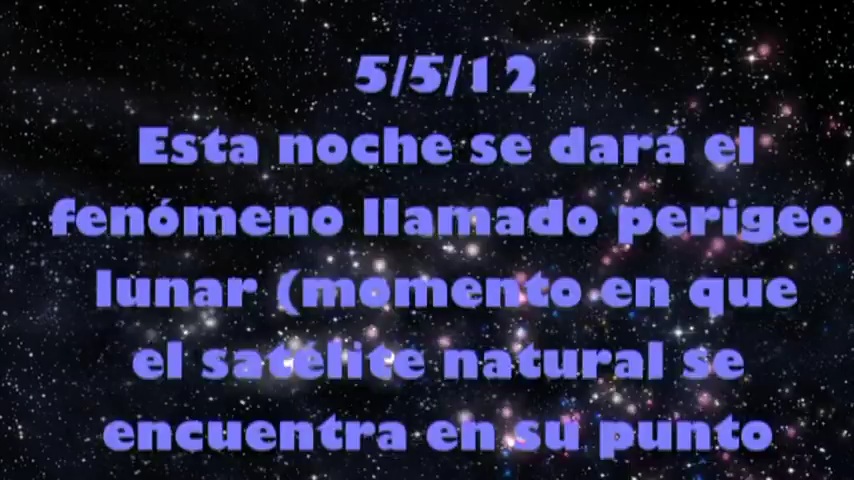 5/5/12
Esta noche se dará el
fenómeno llamado perigeo
lunar (momento en que
el satélite natural se
encuentra en su punto